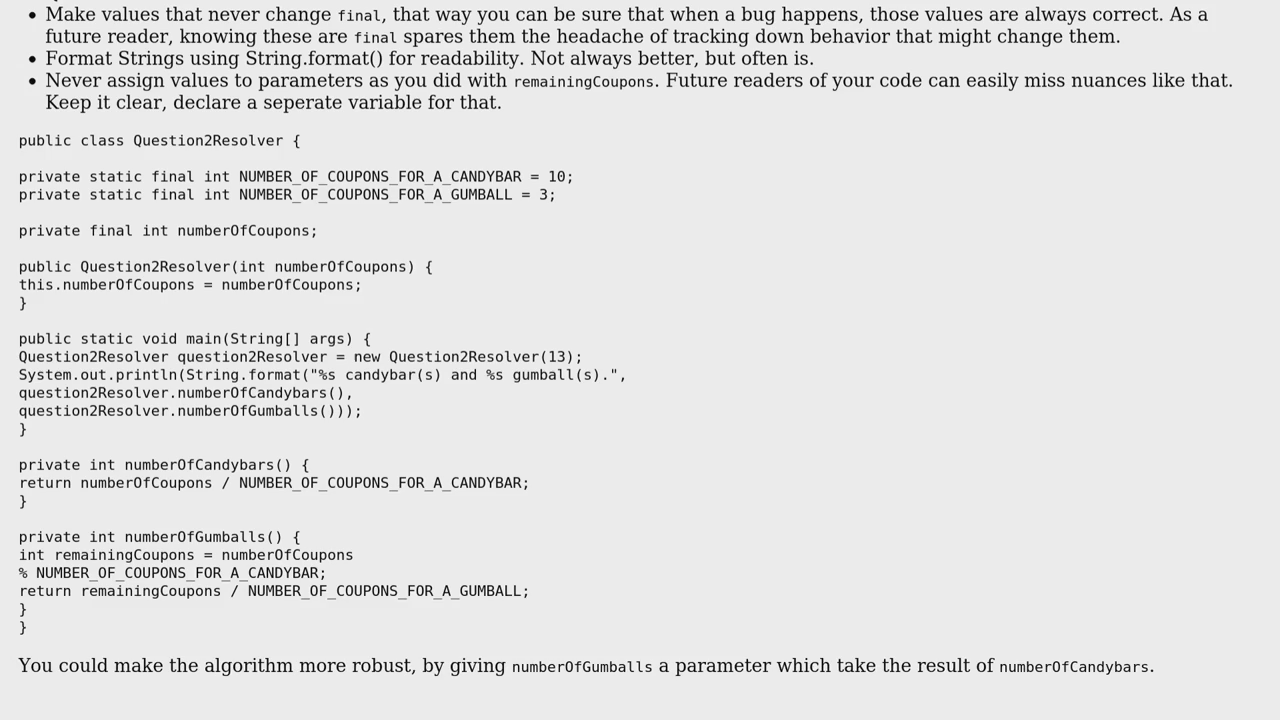 • Make values that never change final, that way you can be sure that when a bug happens, those values are always correct. As a
future reader, knowing these are final spares them the headache of tracking down behavior that might change them.
• Format Strings using String.format() for readability. Not always better, but often is.
• Never assign values to parameters as you did with remainingCoupons. Future readers of your code can easily miss nuances like that.
Keep it clear, declare a seperate variable for that.
public class Question2Resolver {
private static final int NUMBER_OF_COUPONS_FOR_A_CANDYBAR = 10;
private static final int NUMBER_OF_COUPONS_FOR_A_GUMBALL = 3;
private final int numberOfCoupons;
public Question2Resolver(int numberOfCoupons) {
this.numberOfCoupons = numberOfCoupons;
}
public static void main(String[] args) {
Question2Resolver question2Resolver = new Question2Resolver(13);
System.out.println(String.format("%s candybar(s) and %s gumball(s).",
question2Resolver.numberOfCandybars(),
question2Resolver.numberOfGumballs()));
}
private int numberOfCandybars() {
return numberOfCoupons / NUMBER_OF_COUPONS_FOR_A_CANDYBAR;
}
private int numberOfGumballs() {
int remainingCoupons = numberOfCoupons
% NUMBER_OF_COUPONS_FOR_A_CANDYBAR;
return remainingCoupons / NUMBER_OF_COUPONS_FOR_A_GUMBALL;
}
}
You could make the algorithm more robust, by giving numberOfGumballs a parameter which take the result of numberOfCandybars.